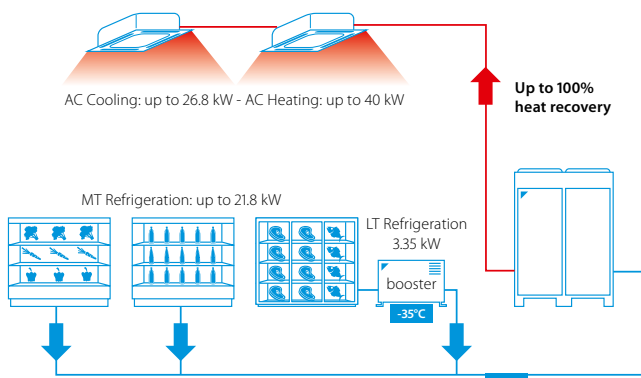 AC Cooling: up to 26.8 kW - AC Heating: up to 40 kW
Up to 100%
heat recovery
MT Refrigeration: up to 21.8 kW
LT Refrigeration
3.35 kW
booster
-35°C